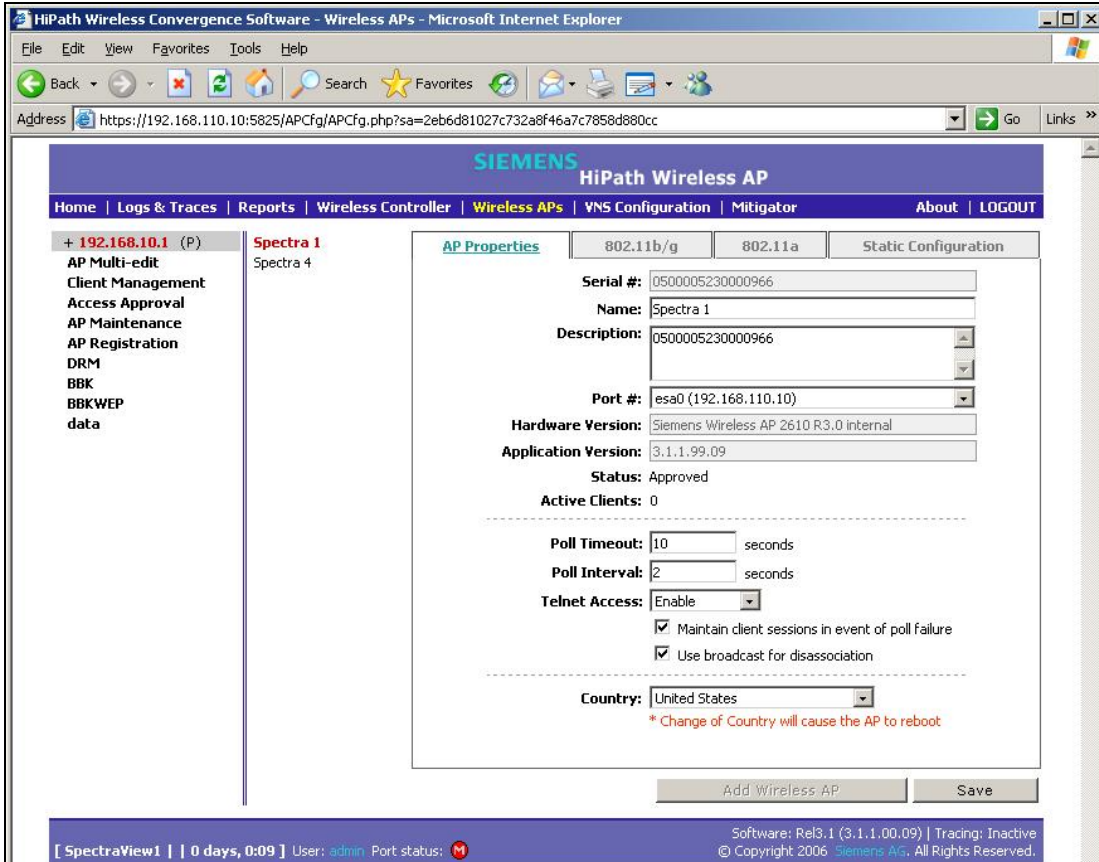 HiPath Wireless Convergence Software - Wireless APs - Microsoft Internet Explorer
File Edit View Favorites Tools Help
Back Search Favorites
Address https://192.168.110.10:5825/APCfg/APCfg.php?sa=2eb6d81027c732a8f46a7c7858d880cc Go Links »
SIEMENS
HiPath Wireless AP
Home | Logs & Traces | Reports | Wireless Controller | Wireless APs | VNS Configuration | Mitigator About | LOGOUT
+ 192.168.10.1 (P)
AP Multi-edit
Client Management
Access Approval
AP Maintenance
AP Registration
DRM
BBK
BBKWEP
data
Spectra 1
Spectra 4
AP Properties 802.11b/g 802.11a Static Configuration
Serial #: 0500005230000966
Name: Spectra 1
Description: 0500005230000966
Port #: esa0 (192.168.110.10)
Hardware Version: Siemens Wireless AP 2610 R3.0 internal
Application Version: 3.1.1.99.09
Status: Approved
Active Clients: 0
Poll Timeout: 10 seconds
Poll Interval: 2 seconds
Telnet Access: Enable
Maintain client sessions in event of poll failure
Use broadcast for disassociation
Country: United States
* Change of Country will cause the AP to reboot
Add Wireless AP Save
Software: Rel3.1 (3.1.1.00.09) | Tracing: Inactive
[ SpectraView1 | | 0 days, 0:09 ] User: admin Port status: M
© Copyright 2006 Siemens AG. All Rights Reserved.